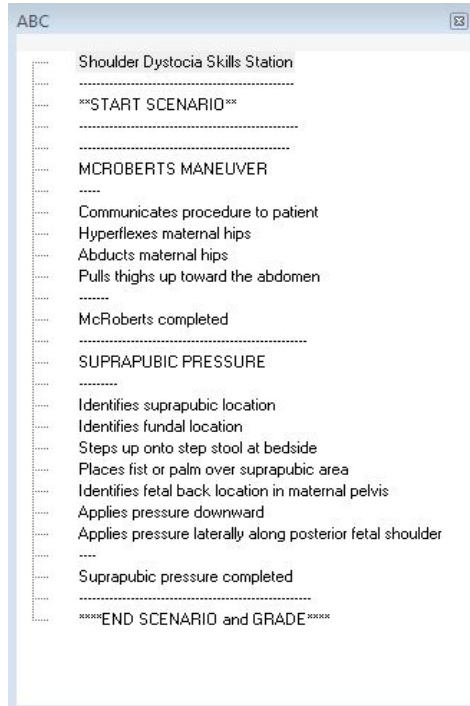 ABC
Shoulder Dystocia Skills Station
--------------------------------------------------
**START SCENARIO**
---------------------------------------------------
-------------------------------------------------
MCROBERTS MANEUVER
-----
Communicates procedure to patient
Hyperflexes maternal hips
Abducts maternal hips
Pulls thighs up toward the abdomen
-------
McRoberts completed
-----------------------------------------------------
SUPRAPUBIC PRESSURE
---------
Identifies suprapubic location
Identifies fundal location
Steps up onto step stool at bedside
Places fist or palm over suprapubic area
Identifies fetal back location in maternal pelvis
Applies pressure downward
Applies pressure laterally along posterior fetal shoulder
----
Suprapubic pressure completed
------------------------------------------------------
****END SCENARIO and GRADE****